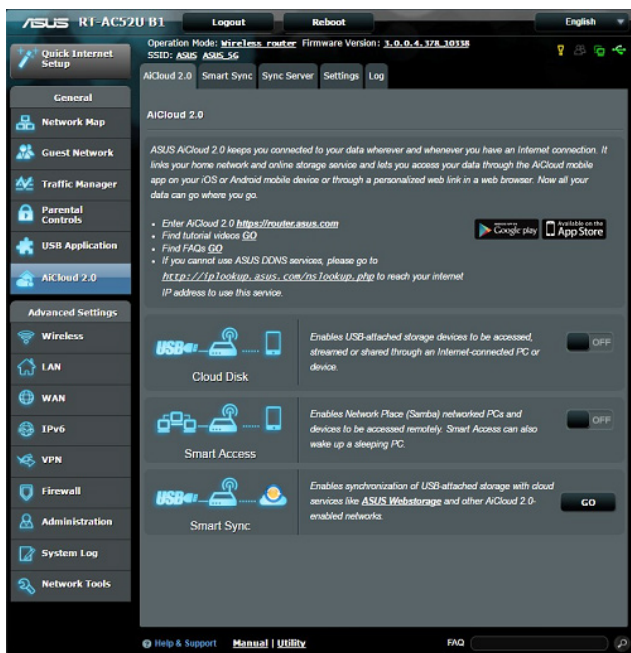 ASUS RT-AC52U B1 Logout Reboot English
Quick Internet Setup
Operation Mode: Wireless router Firmware Version: 3.0.0.4.378_10338
SSID: ASUS ASUS_5G
AiCloud 2.0 Smart Sync Sync Server Settings Log
General
Network Map
Guest Network
Traffic Manager
Parental Controls
USB Application
AiCloud 2.0
Advanced Settings
Wireless
LAN
WAN
IPv6
VPN
Firewall
Administration
System Log
Network Tools
AiCloud 2.0
ASUS AiCloud 2.0 keeps you connected to your data wherever and whenever you have an Internet connection. It
links your home network and online storage service and lets you access your data through the AiCloud mobile
app on your iOS or Android mobile device or through a personalized web link in a web browser. Now all your
data can go where you go.
• Enter AiCloud 2.0 https://router.asus.com
• Find tutorial videos GO
• Find FAQs GO
• If you cannot use ASUS DDNS services, please go to
http://iplookup.asus.com/nslookup.php to reach your internet
IP address to use this service.
Google play
Available on the
App Store
USB
Cloud Disk
Enables USB-attached storage devices to be accessed,
streamed or shared through an Internet-connected PC or
device.
OFF
Smart Access
Enables Network Place (Samba) networked PCs and
devices to be accessed remotely. Smart Access can also
wake up a sleeping PC.
OFF
USB
Smart Sync
Enables synchronization of USB-attached storage with cloud
services like ASUS Webstorage and other AiCloud 2.0-
enabled networks.
GO
Help & Support Manual | Utility FAQ